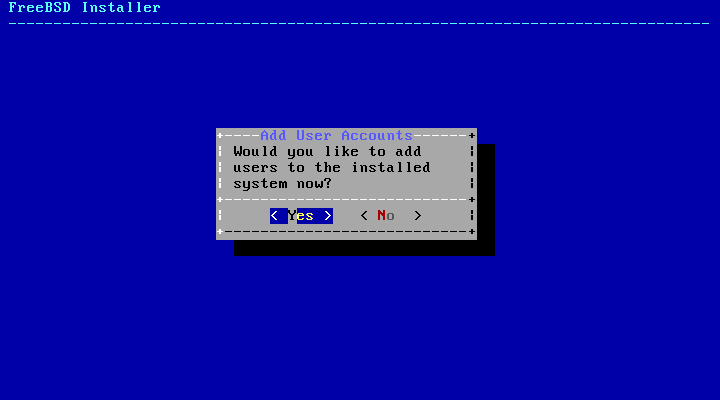 FreeBSD Installer
Add User Accounts
Would you like to add
users to the installed
system now?
< Yes > < No >